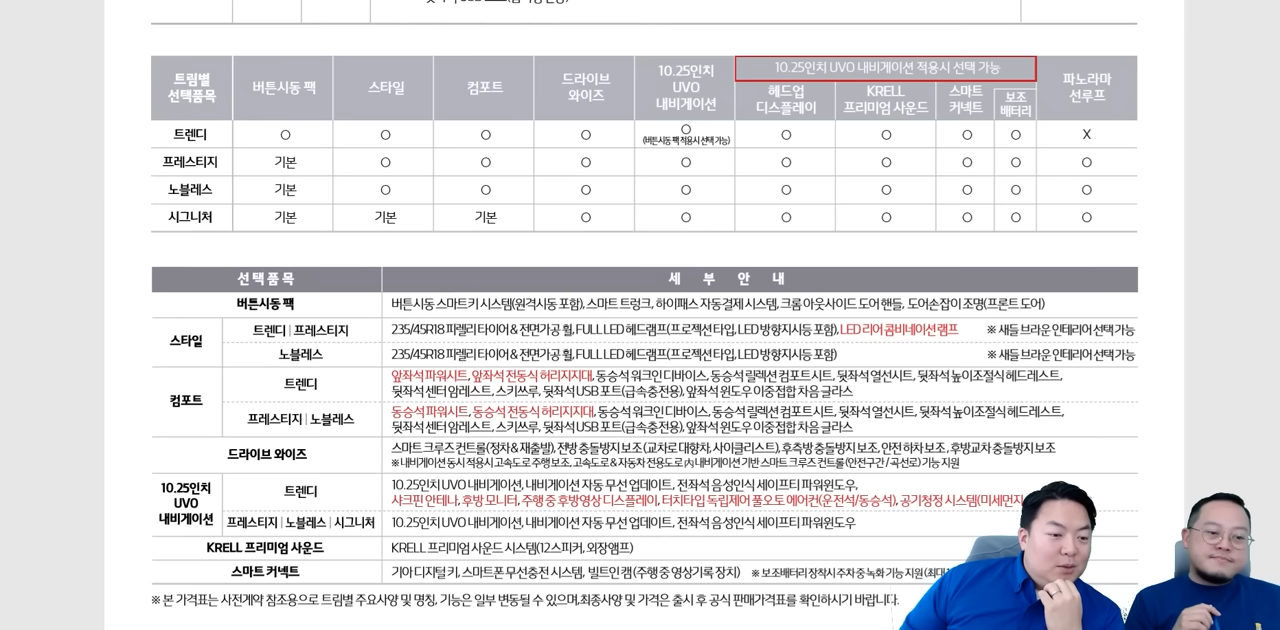 트림별 선택품목 버튼시동 팩 스타일 컴포트 드라이브 와이즈 10.25인치 UVO 내비게이션 10.25인치 UVO 내비게이션 적용시 선택 가능 헤드업 디스플레이 KRELL 프리미엄 사운드 스마트 커넥트 보조 배터리 파노라마 선루프
트렌디 ○ ○ ○ ○ ○ (버튼시동 팩 적용시 선택 가능) ○ ○ ○ ○ X
프레스티지 기본 ○ ○ ○ ○ ○ ○ ○ ○ ○
노블레스 기본 ○ ○ ○ ○ ○ ○ ○ ○ ○
시그니처 기본 기본 기본 ○ ○ ○ ○ ○ ○ ○
선택품목 세부안내
버튼시동 팩 버튼시동 스마트키 시스템(원격시동 포함), 스마트 트렁크, 하이패스 자동결제 시스템, 크롬 아웃사이드 도어 핸들, 도어손잡이 조명(프론트 도어)
스타일
트렌디 | 프레스티지 235/45R18 피렐리 타이어 & 전면가공 휠, FULL LED 헤드램프(프로젝션 타입, LED 방향지시등 포함), LED 리어 콤비네이션 램프 ※ 새들 브라운 인테리어 선택 가능
노블레스 235/45R18 피렐리 타이어 & 전면가공 휠, FULL LED 헤드램프(프로젝션 타입, LED 방향지시등 포함) ※ 새들 브라운 인테리어 선택 가능
컴포트
트렌디 앞좌석 파워시트, 앞좌석 전동식 허리지지대, 동승석 워크인 디바이스, 동승석 릴렉션 컴포트시트, 뒷좌석 열선시트, 뒷좌석 높이조절식 헤드레스트,
뒷좌석 센터 암레스트, 스키쓰루, 뒷좌석 USB 포트(급속충전용), 앞좌석 윈도우 이중접합 차음 글라스
프레스티지 | 노블레스 동승석 파워시트, 동승석 전동식 허리지지대, 동승석 워크인 디바이스, 동승석 릴렉션 컴포트시트, 뒷좌석 열선시트, 뒷좌석 높이조절식 헤드레스트,
뒷좌석 센터 암레스트, 스키쓰루, 뒷좌석 USB 포트(급속충전용), 앞좌석 윈도우 이중접합 차음 글라스
드라이브 와이즈 스마트 크루즈 컨트롤(정차 & 재출발), 전방 충돌방지 보조 (교차로 대향차, 사이클리스트), 후측방 충돌방지 보조, 안전 하차 보조, 후방교차 충돌방지 보조
※ 내비게이션 동시 적용시 고속도로 주행 보조, 고속도로 & 자동차 전용도로 內 내비게이션 기반 스마트 크루즈 컨트롤 (안전구간 / 곡선로) 기능 지원
10.25인치 UVO 내비게이션
트렌디 10.25인치 UVO 내비게이션, 내비게이션 자동 무선 업데이트, 전좌석 음성인식 세이프티 파워윈도우,
샤크핀 안테나, 후방 모니터, 주행 중 후방영상 디스플레이, 터치타입 독립제어 풀오토 에어컨(운전석/동승석), 공기청정 시스템(미세먼지
프레스티지 | 노블레스 | 시그니처 10.25인치 UVO 내비게이션, 내비게이션 자동 무선 업데이트, 전좌석 음성인식 세이프티 파워윈도우
KRELL 프리미엄 사운드 KRELL 프리미엄 사운드 시스템(12스피커, 외장앰프)
스마트 커넥트 기아 디지털 키, 스마트폰 무선충전 시스템, 빌트인 캠(주행 중 영상기록 장치) ※ 보조배터리 장착시 주차 중 녹화 기능 지원(최대
※ 본 가격표는 사전계약 참조용으로 트림별 주요사양 및 명칭, 기능은 일부 변동될 수 있으며, 최종사양 및 가격은 출시 후 공식 판매가격표를 확인하시기 바랍니다.